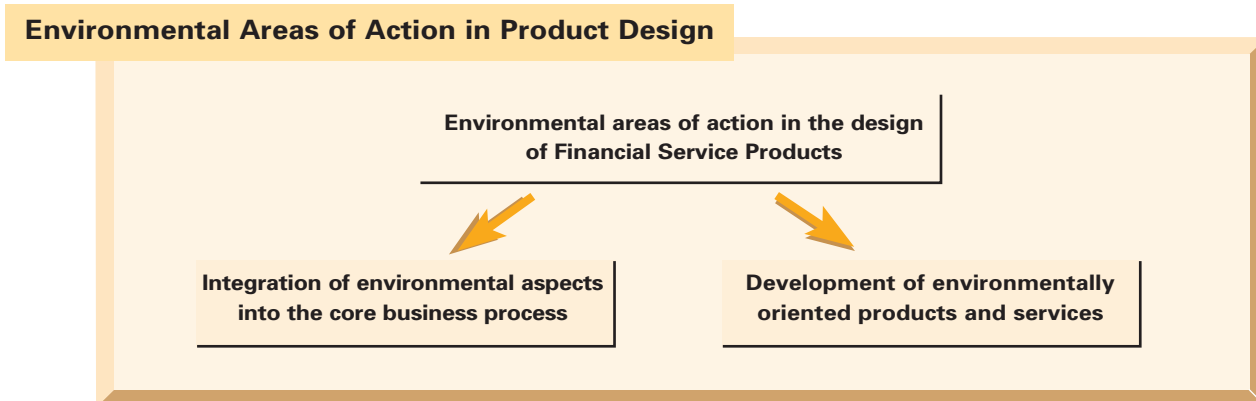 Environmental Areas of Action in Product Design
Environmental areas of action in the design
of Financial Service Products
Integration of environmental aspects
into the core business process
Development of environmentally
oriented products and services